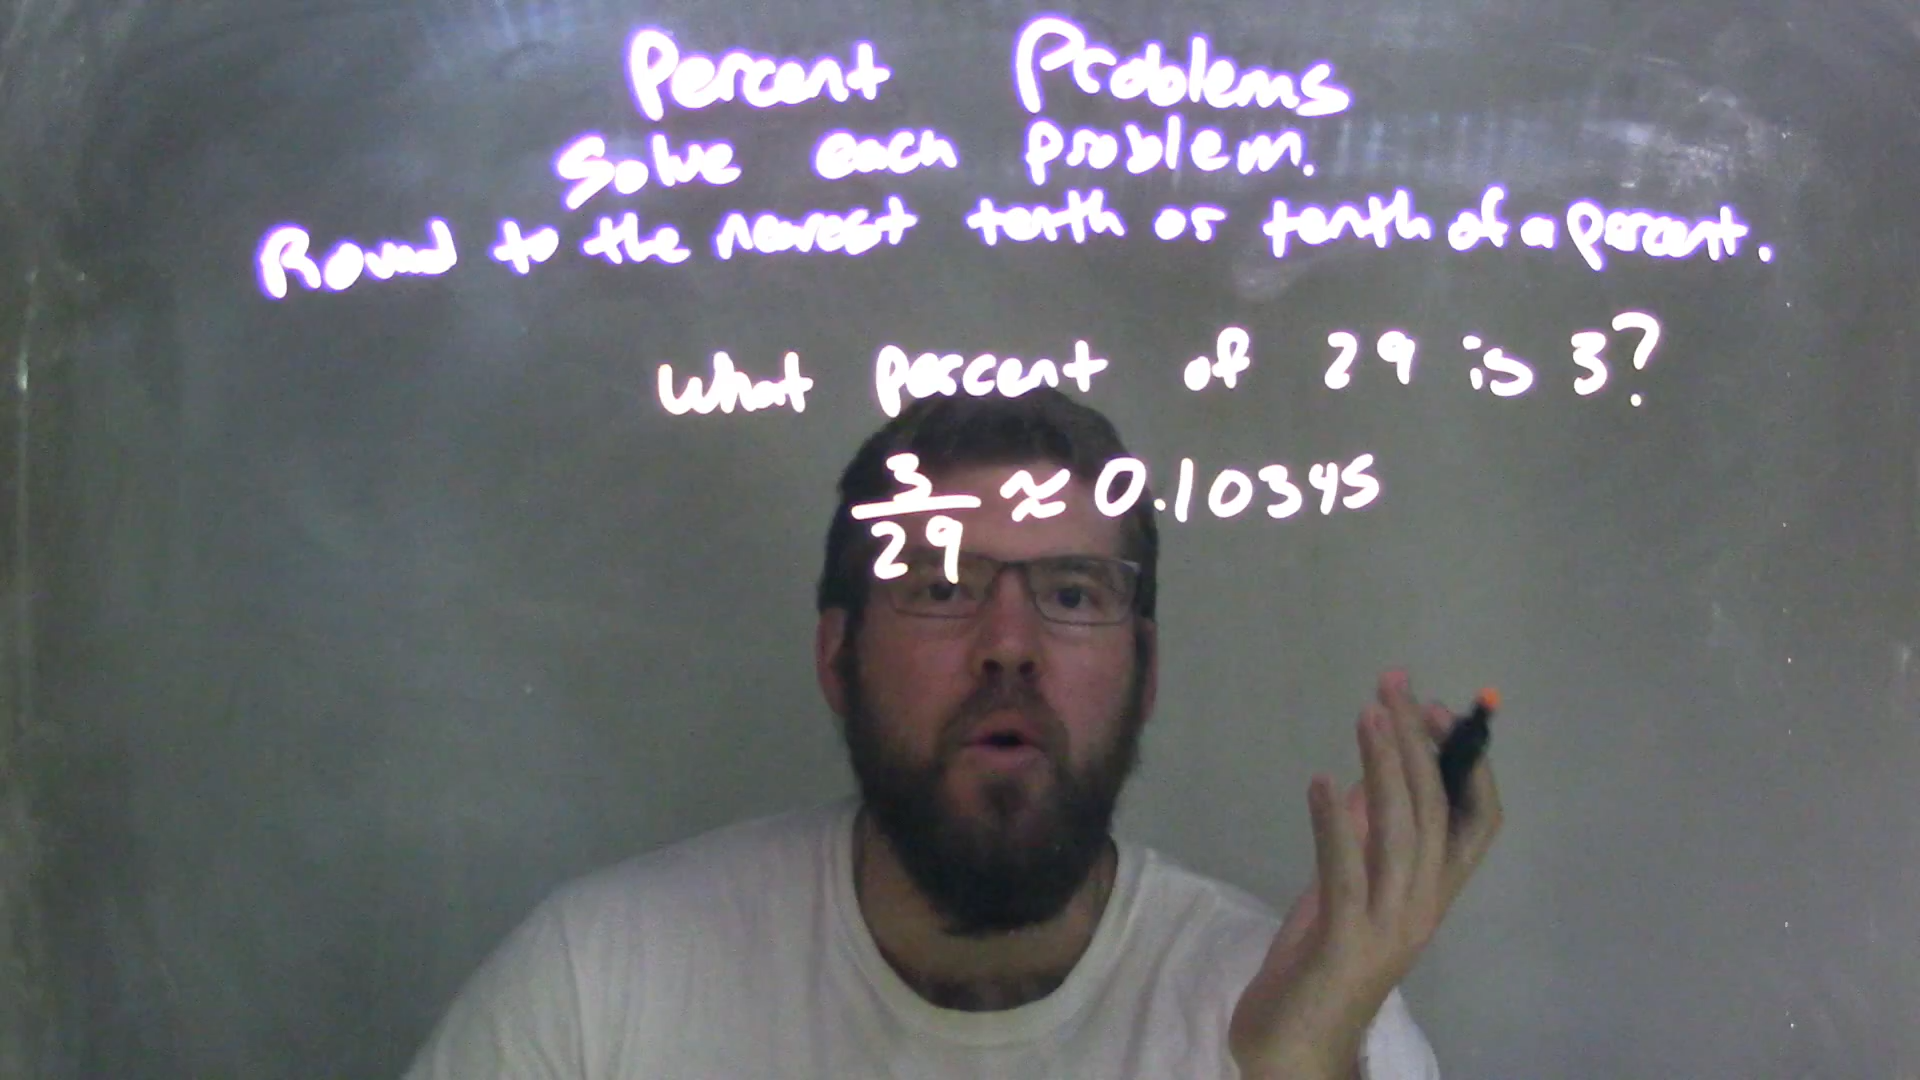 Percent Problems
Solve each problem.
Round to the nearest tenth or tenth of a percent.
What percent of 29 is 3?
3/29 ≈ 0.10345